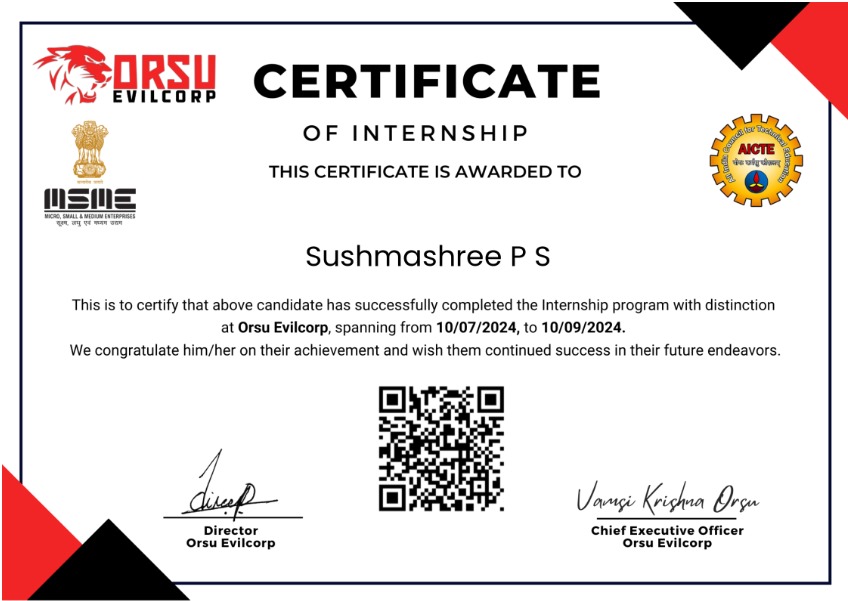 ORSU
EVILCORP
CERTIFICATE
OF INTERNSHIP
THIS CERTIFICATE IS AWARDED TO
सत्यमेव जयते
MSME
MICRO, SMALL & MEDIUM ENTERPRISES
सूक्ष्म, लघु एवं मध्यम उद्यम
All India Council for Technical Education
AICTE
Sushmashree P S
This is to certify that above candidate has successfully completed the Internship program with distinction
at Orsu Evilcorp, spanning from 10/07/2024, to 10/09/2024.
We congratulate him/her on their achievement and wish them continued success in their future endeavors.
Vamsi Krishna Orsu
Director
Orsu Evilcorp
Chief Executive Officer
Orsu Evilcorp